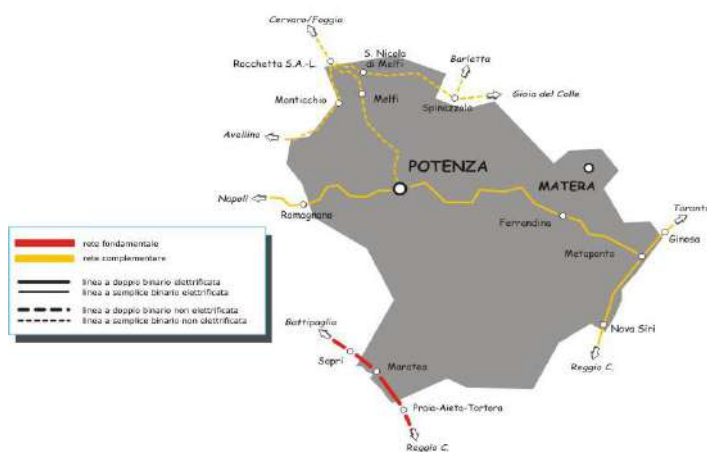 Cervaro/Foggia
Rocchetta S.A.-L.
S. Nicola
di Melfi
Barletta
Gioia del Colle
Spinazzola
Melfi
Monticchio
Avellino
POTENZA
MATERA
Napoli
Romagnano
Ferrandina
Taranto
Ginosa
Metaponto
Nova Siri
Reggio C.
rete fondamentale
rete complementare
linea a doppio binario elettrificata
linea a semplice binario elettrificata
linea a doppio binario non elettrificata
linea a semplice binario non elettrificata
Battipaglia
Sapri
Maratea
Praia-Aieta-Tortora
Reggio C.